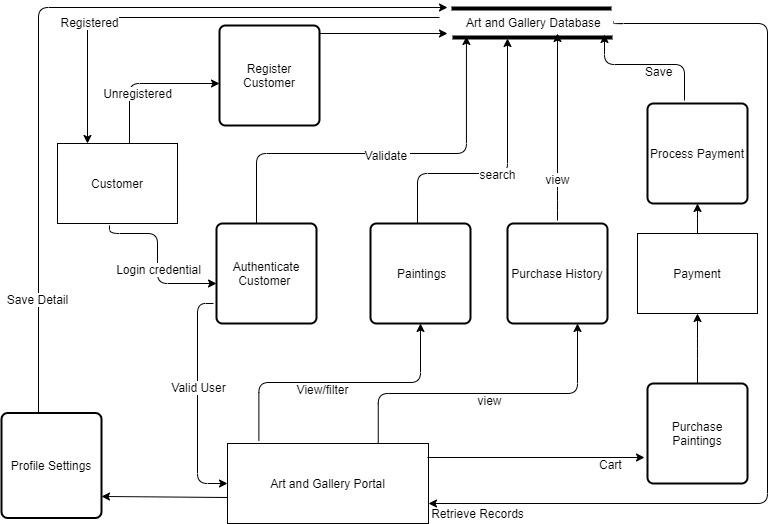 Registered
Art and Gallery Database
Register
Customer
Save
Unregistered
Process Payment
Validate
search
view
Customer
Login credential
Authenticate
Customer
Paintings
Purchase History
Payment
Save Detail
Valid User
View/filter
view
Purchase
Paintings
Profile Settings
Art and Gallery Portal
Cart
Retrieve Records